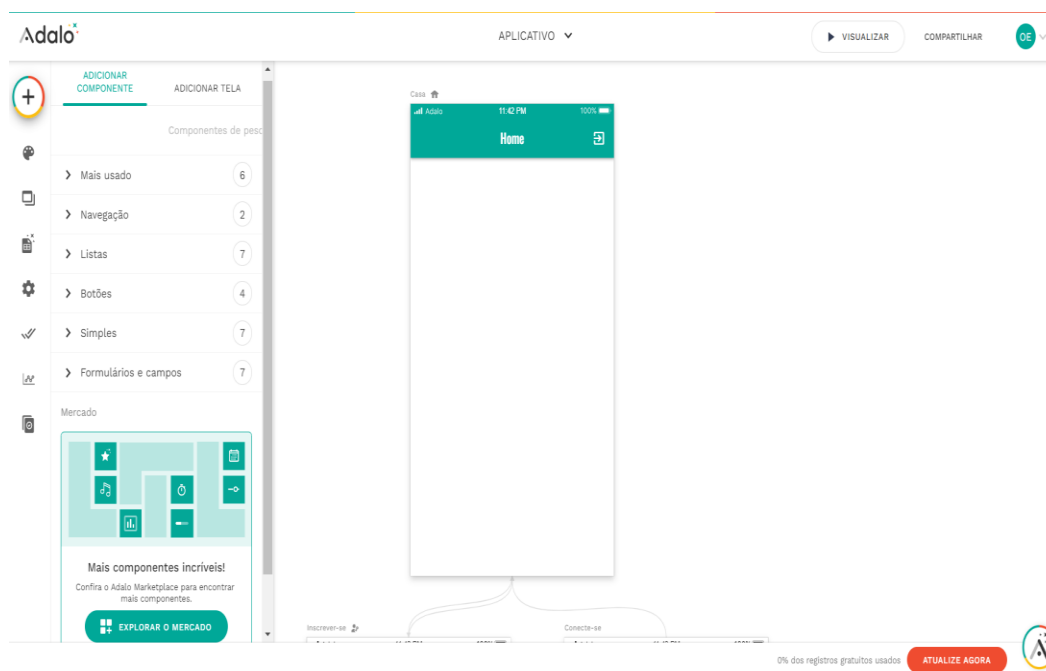 Adalo
APLICATIVO
VISUALIZAR
COMPARTILHAR
OE
ADICIONAR
COMPONENTE
ADICIONAR TELA
Componentes de pesc
Mais usado
6
Navegação
2
Listas
7
Botões
4
Simples
7
Formulários e campos
7
Mercado
Mais componentes incríveis!
Confira o Adalo Marketplace para encontrar
mais componentes.
EXPLORAR O MERCADO
Casa
Adalo
11:42 PM
100%
Home
Inscrever-se
Conecte-se
0% dos registros gratuitos usados
ATUALIZE AGORA